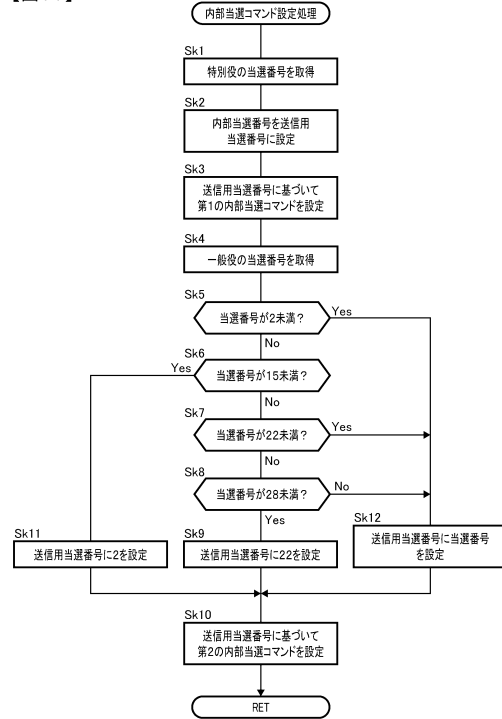 内部当選コマンド設定処理
Sk1
特別役の当選番号を取得
Sk2
内部当選番号を送信用
当選番号に設定
Sk3
送信用当選番号に基づいて
第1の内部当選コマンドを設定
Sk4
一般役の当選番号を取得
Sk5
当選番号が2未満？
Yes
No
Sk6
Yes
当選番号が15未満？
No
Sk7
当選番号が22未満？
Yes
No
Sk8
当選番号が28未満？
No
Yes
Sk11
送信用当選番号に2を設定
Sk9
送信用当選番号に22を設定
Sk12
送信用当選番号に当選番号
を設定
Sk10
送信用当選番号に基づいて
第2の内部当選コマンドを設定
RET